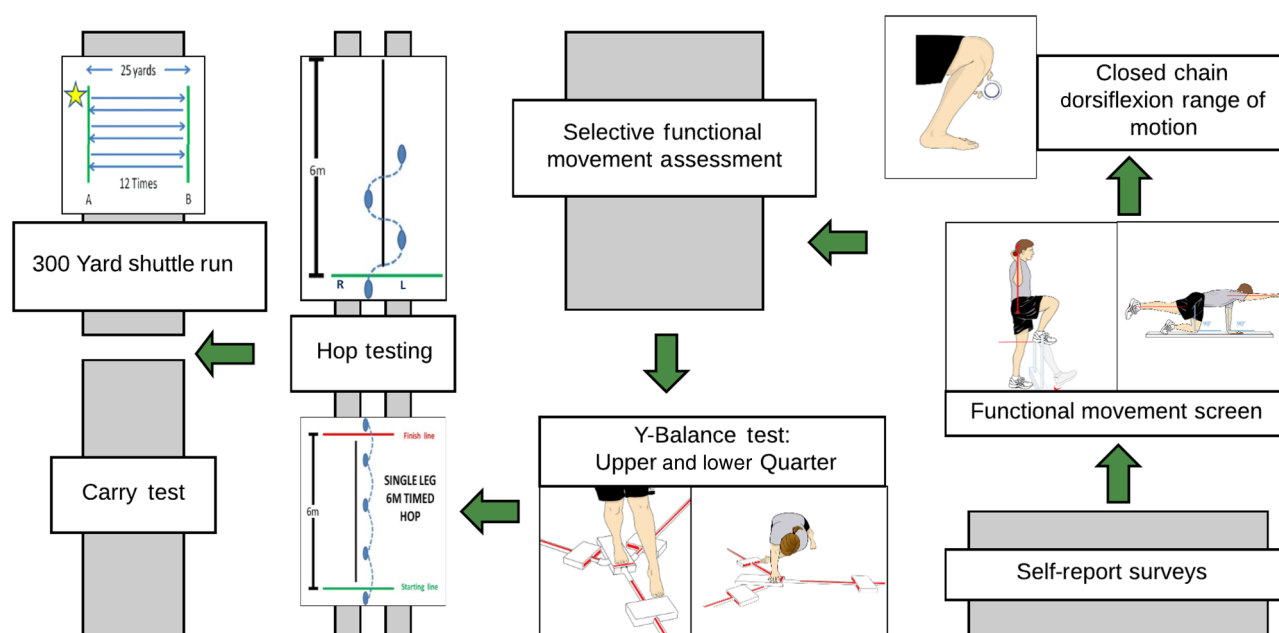 25 yards
12 Times
A B
300 Yard shuttle run
Carry test
6m
R L
Hop testing
Finish line
SINGLE LEG
6M TIMED
HOP
6m
Starting line
Selective functional
movement assessment
Y-Balance test:
Upper and lower Quarter
Closed chain
dorsiflexion range of
motion
90° 90°
Functional movement screen
Self-report surveys